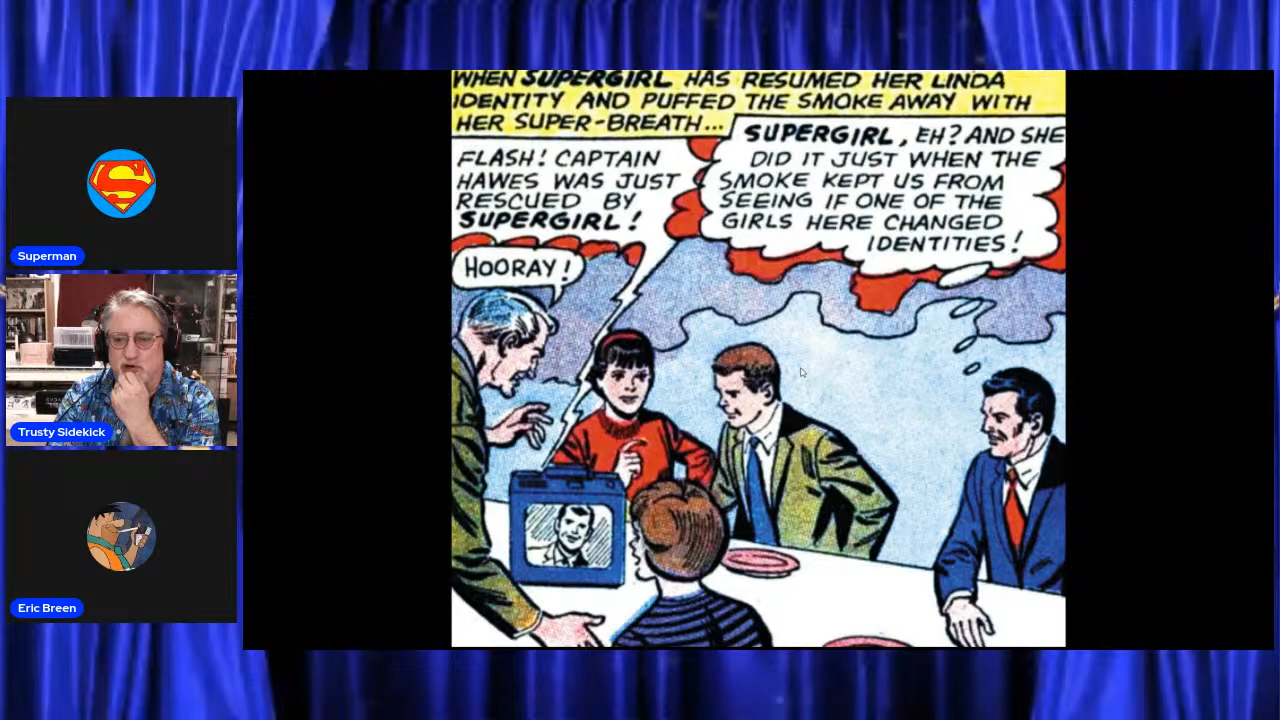 WHEN SUPERGIRL HAS RESUMED HER LINDA
IDENTITY AND PUFFED THE SMOKE AWAY WITH
HER SUPER-BREATH...
FLASH! CAPTAIN
HAWES WAS JUST
RESCUED BY
SUPERGIRL!
SUPERGIRL, EH? AND SHE
DID IT JUST WHEN THE
SMOKE KEPT US FROM
SEEING IF ONE OF THE
GIRLS HERE CHANGED
IDENTITIES!
HOORAY!
Superman
Trusty Sidekick
Eric Breen